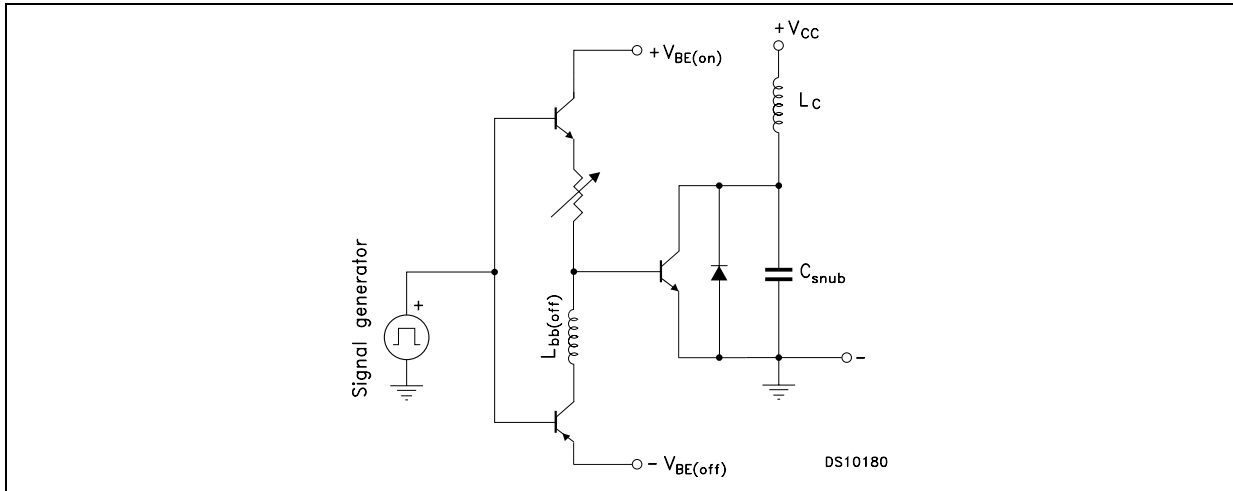 +VCC
+VBE(on)
LC
Signal generator
+
Lbb(off)
Csnub
-
-VBE(off)
DS10180